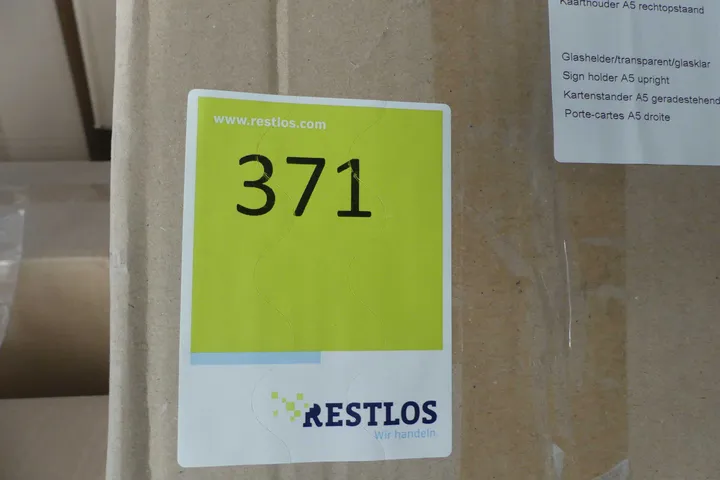 Kaarthouder A5 rechtopstaand
Glashelder/transparent/glasklar
Sign holder A5 upright
Kartenstander A5 geradestehend
Porte-cartes A5 droite
www.restlos.com
371
RESTLOS
Wir handeln